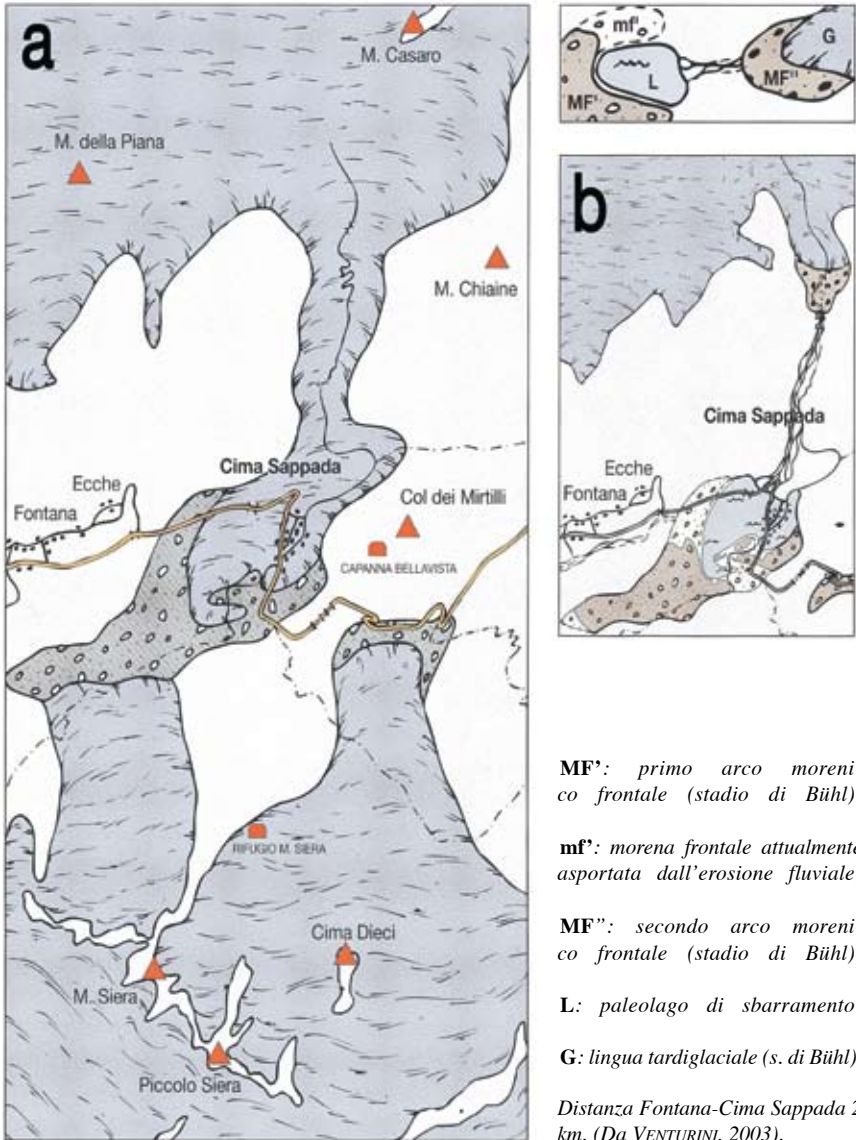 a
M. Casaro
M. della Piana
M. Chiaine
Cima Sappada
Ecche
Fontana
Col dei Mirtilli
CAPANNA BELLAVISTA
RIFUGIO M. SIERA
Cima Dieci
M. Siera
Piccolo Siera
mf'
G
L
MF'
MF''
b
Cima Sappada
Ecche
Fontana
MF’: primo arco moreni
co frontale (stadio di Bühl)
mf’: morena frontale attualmente
asportata dall’erosione fluviale
MF”: secondo arco moreni
co frontale (stadio di Bühl)
L: paleolago di sbarramento
G: lingua tardiglaciale (s. di Bühl)
Distanza Fontana-Cima Sappada 2
km. (Da VENTURINI, 2003).